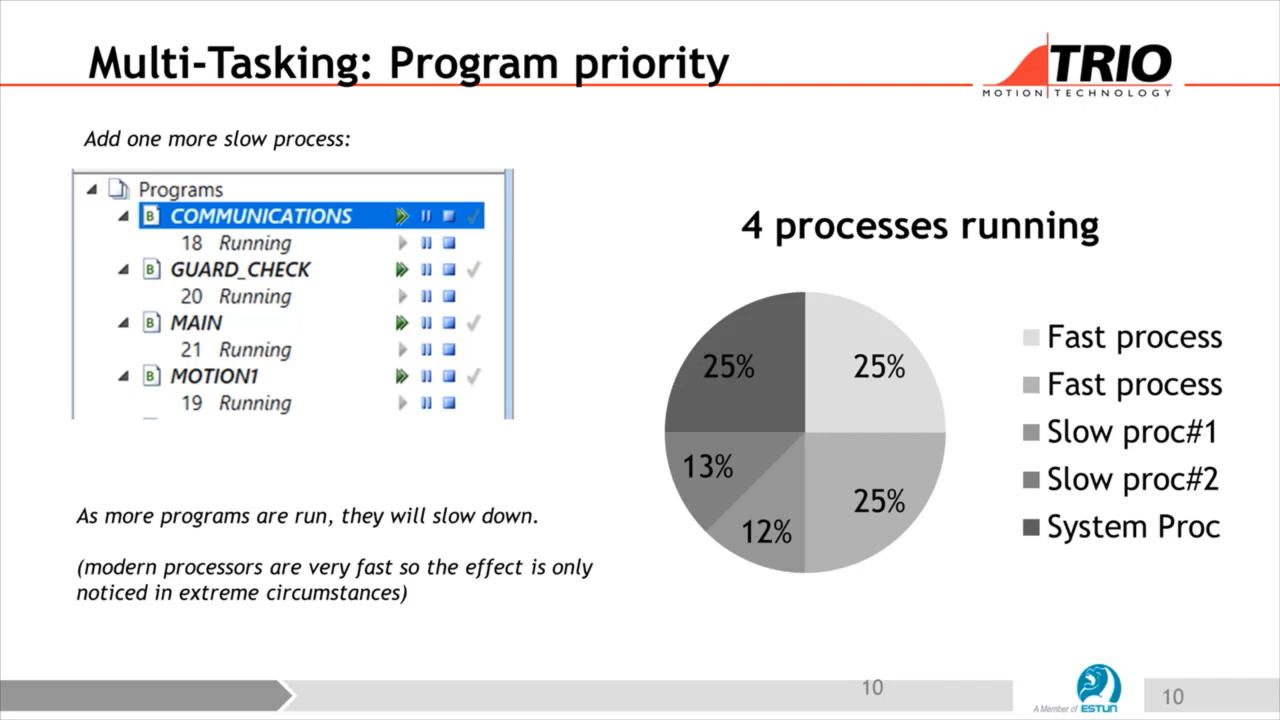 Multi-Tasking: Program priority
TRIO
MOTION TECHNOLOGY
Add one more slow process:
Programs
B COMMUNICATIONS
18 Running
B GUARD_CHECK
20 Running
B MAIN
21 Running
B MOTION1
19 Running
As more programs are run, they will slow down.
(modern processors are very fast so the effect is only
noticed in extreme circumstances)
4 processes running
25%
25%
13%
12%
25%
Fast process
Fast process
Slow proc#1
Slow proc#2
System Proc
10
A Member of ESTUN
10